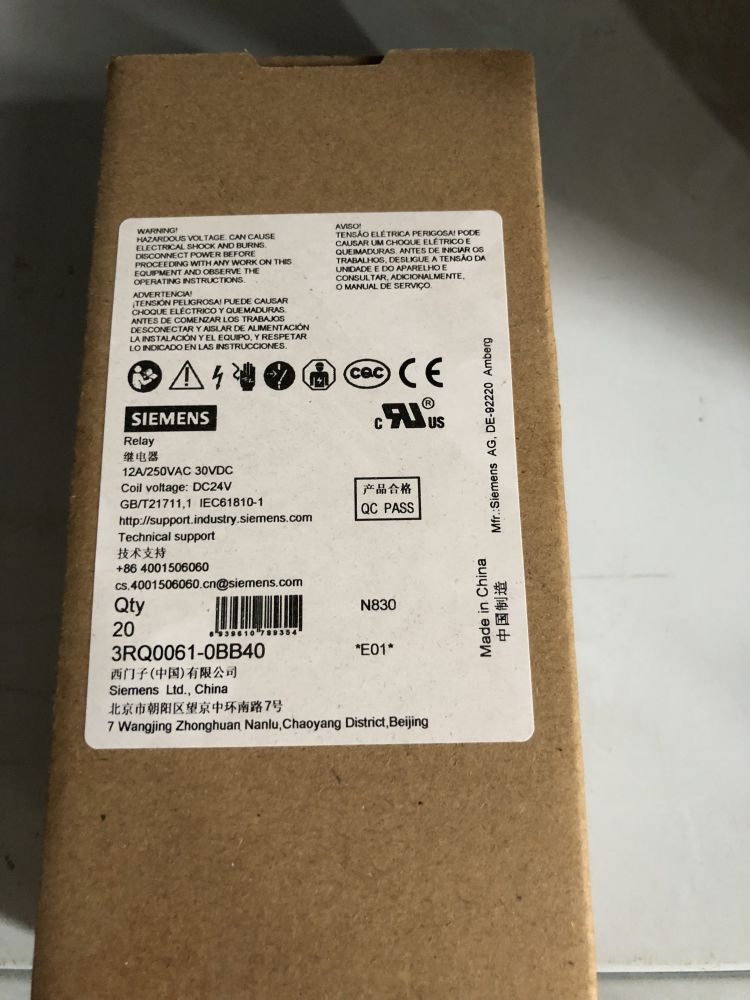 WARNING!
HAZARDOUS VOLTAGE. CAN CAUSE
ELECTRICAL SHOCK AND BURNS.
DISCONNECT POWER BEFORE
PROCEEDING WITH ANY WORK ON THIS
EQUIPMENT AND OBSERVE THE
OPERATING INSTRUCTIONS.
ADVERTENCIA!
¡TENSIÓN PELIGROSA! PUEDE CAUSAR
CHOQUE ELÉCTRICO Y QUEMADURAS.
ANTES DE COMENZAR LOS TRABAJOS
DESCONECTAR Y AISLAR DE ALIMENTACIÓN
LA INSTALACIÓN Y EL EQUIPO, Y RESPETAR
LO INDICADO EN LAS INSTRUCCIONES.
AVISO!
TENSÃO ELÉTRICA PERIGOSA! PODE
CAUSAR UM CHOQUE ELÉTRICO E
QUEIMADURAS. ANTES DE INICIAR OS
TRABALHOS, DESLIGUE A TENSÃO DA
UNIDADE E DO APARELHO E
CONSULTAR, ADICIONALMENTE,
O MANUAL DE SERVIÇO.
CQC CE
SIEMENS
c RU ® US
Relay
继电器
12A/250VAC 30VDC
Coil voltage: DC24V
GB/T21711,1 IEC61810-1
http://support.industry.siemens.com
Technical support
技术支持
+86 4001506060
cs.4001506060.cn@siemens.com
产品合格
QC PASS
Qty
20
6 939610 789354
N830
3RQ0061-0BB40
*E01*
西门子(中国)有限公司
Siemens Ltd., China
北京市朝阳区望京中环南路7号
7 Wangjing Zhonghuan Nanlu,Chaoyang District,Beijing
Mfr.:Siemens AG, DE-92220 Amberg
Made in China
中国制造